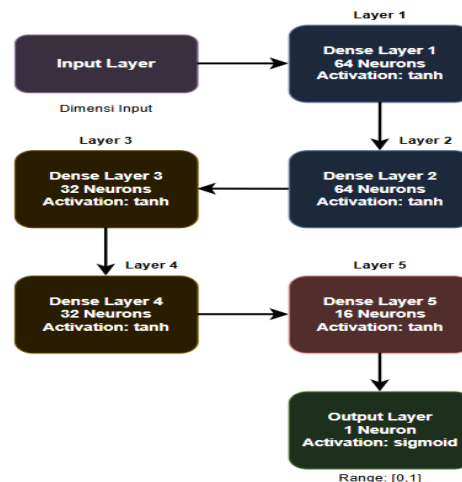 Layer 1
Input Layer
Dimensi Input
Dense Layer 1
64 Neurons
Activation: tanh
Layer 2
Dense Layer 2
64 Neurons
Activation: tanh
Layer 3
Dense Layer 3
32 Neurons
Activation: tanh
Layer 4
Dense Layer 4
32 Neurons
Activation: tanh
Layer 5
Dense Layer 5
16 Neurons
Activation: tanh
Output Layer
1 Neuron
Activation: sigmoid
Range: [0,1]